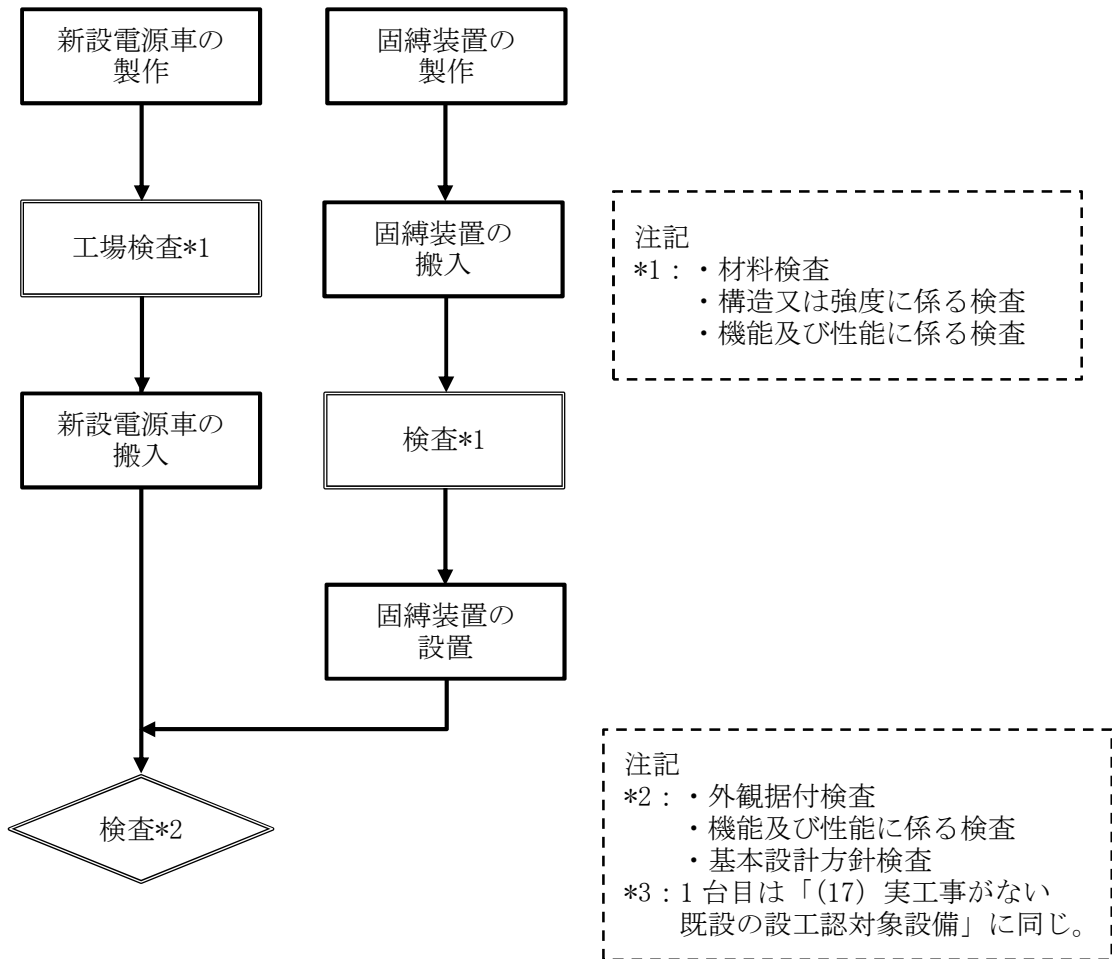 新設電源車の
製作
固縛装置の
製作
工場検査*1
固縛装置の
搬入
注記
*1：・材料検査
・構造又は強度に係る検査
・機能及び性能に係る検査
新設電源車の
搬入
検査*1
固縛装置の
設置
検査*2
注記
*2：・外観据付検査
・機能及び性能に係る検査
・基本設計方針検査
*3：1台目は「(17) 実工事がない
既設の設工認対象設備」に同じ。